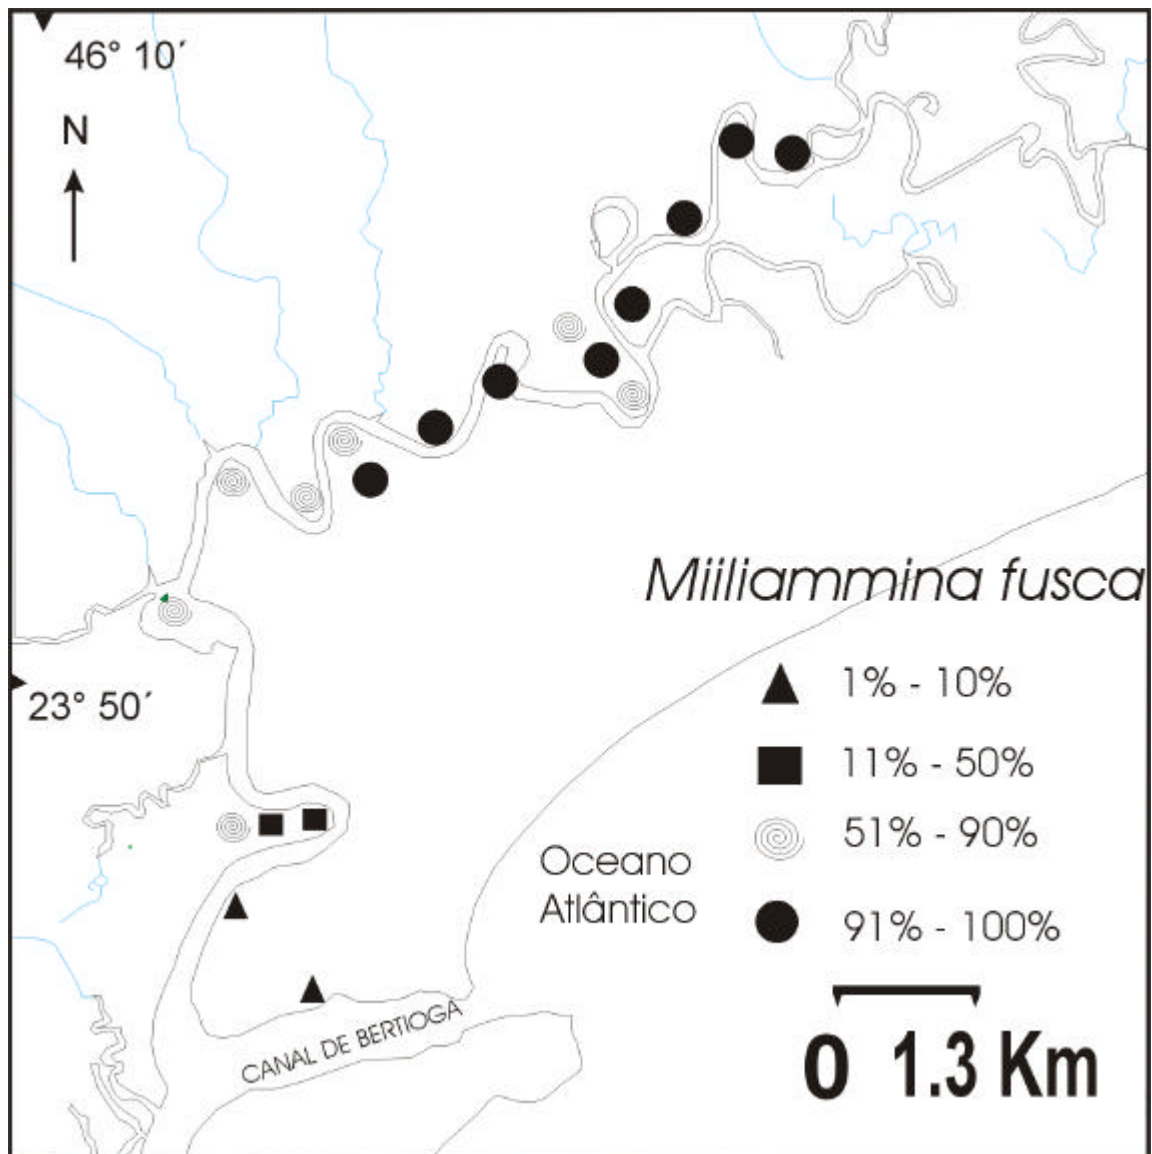 46° 10´
N
Miiliammina fusca
23° 50´
1% - 10%
11% - 50%
51% - 90%
91% - 100%
Oceano
Atlântico
CANAL DE BERTIOGA
0 1.3 Km